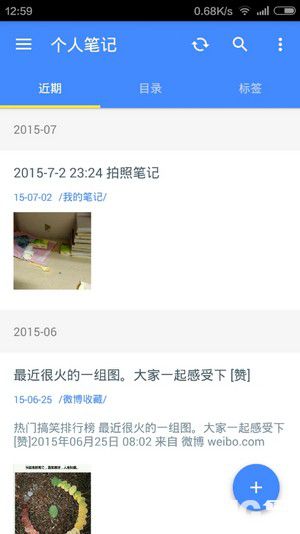 12:59
0.68K/s
个人笔记
近期 目录 标签
2015-07
2015-7-2 23:24 拍照笔记
15-07-02 /我的笔记/
2015-06
最近很火的一组图。大家一起感受下 [赞]
15-06-25 /微博收藏/
热门搞笑排行榜 最近很火的一组图。大家一起感受下
[赞]2015年06月25日 08:02 来自 微博 weibo.com